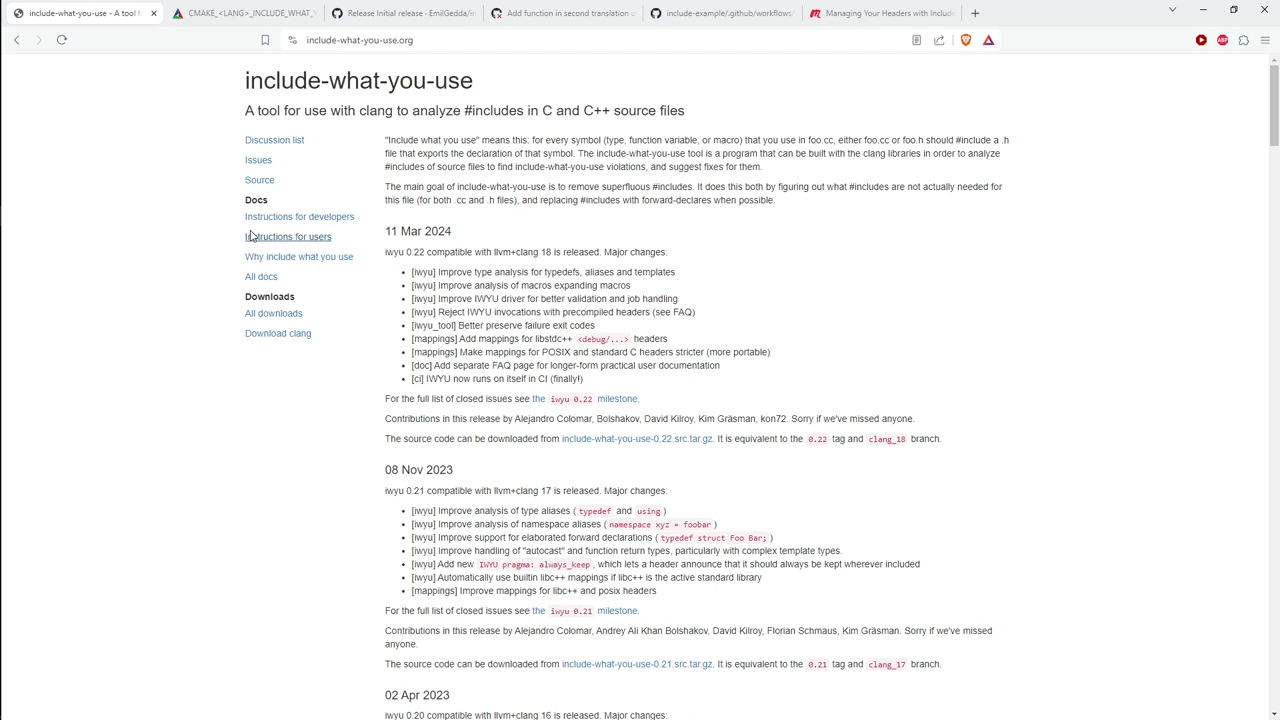 include-what-you-use - A tool f
CMAKE_<LANG>_INCLUDE_WHAT_
Release Initial release - EmilGedda/in
Add function in second translation u
include-example/.github/workflows/
Managing Your Headers with Includ
include-what-you-use.org
include-what-you-use
A tool for use with clang to analyze #includes in C and C++ source files
Discussion list
Issues
Source
Docs
Instructions for developers
Instructions for users
Why include what you use
All docs
Downloads
All downloads
Download clang
"Include what you use" means this: for every symbol (type, function variable, or macro) that you use in foo.cc, either foo.cc or foo.h should #include a .h
file that exports the declaration of that symbol. The include-what-you-use tool is a program that can be built with the clang libraries in order to analyze
#includes of source files to find include-what-you-use violations, and suggest fixes for them.
The main goal of include-what-you-use is to remove superfluous #includes. It does this both by figuring out what #includes are not actually needed for
this file (for both .cc and .h files), and replacing #includes with forward-declares when possible.
11 Mar 2024
iwyu 0.22 compatible with llvm+clang 18 is released. Major changes:
• [iwyu] Improve type analysis for typedefs, aliases and templates
• [iwyu] Improve analysis of macros expanding macros
• [iwyu] Improve IWYU driver for better validation and job handling
• [iwyu] Reject IWYU invocations with precompiled headers (see FAQ)
• [iwyu_tool] Better preserve failure exit codes
• [mappings] Add mappings for libstdc++ <debug/...> headers
• [mappings] Make mappings for POSIX and standard C headers stricter (more portable)
• [doc] Add separate FAQ page for longer-form practical user documentation
• [ci] IWYU now runs on itself in CI (finally!)
For the full list of closed issues see the iwyu 0.22 milestone.
Contributions in this release by Alejandro Colomar, Bolshakov, David Kilroy, Kim Gräsman, kon72. Sorry if we've missed anyone.
The source code can be downloaded from include-what-you-use-0.22.src.tar.gz. It is equivalent to the 0.22 tag and clang_18 branch.
08 Nov 2023
iwyu 0.21 compatible with llvm+clang 17 is released. Major changes:
• [iwyu] Improve analysis of type aliases (typedef and using)
• [iwyu] Improve analysis of namespace aliases (namespace xyz = foobar)
• [iwyu] Improve support for elaborated forward declarations (typedef struct Foo Bar;)
• [iwyu] Improve handling of "autocast" and function return types, particularly with complex template types.
• [iwyu] Add new IWYU pragma: always_keep, which lets a header announce that it should always be kept wherever included
• [iwyu] Automatically use builtin libc++ mappings if libc++ is the active standard library
• [mappings] Improve mappings for libc++ and posix headers
For the full list of closed issues see the iwyu 0.21 milestone.
Contributions in this release by Alejandro Colomar, Andrey Ali Khan Bolshakov, David Kilroy, Florian Schmaus, Kim Gräsman. Sorry if we've missed
anyone.
The source code can be downloaded from include-what-you-use-0.21.src.tar.gz. It is equivalent to the 0.21 tag and clang_17 branch.
02 Apr 2023
iwyu 0.20 compatible with llvm+clang 16 is released. Major changes: